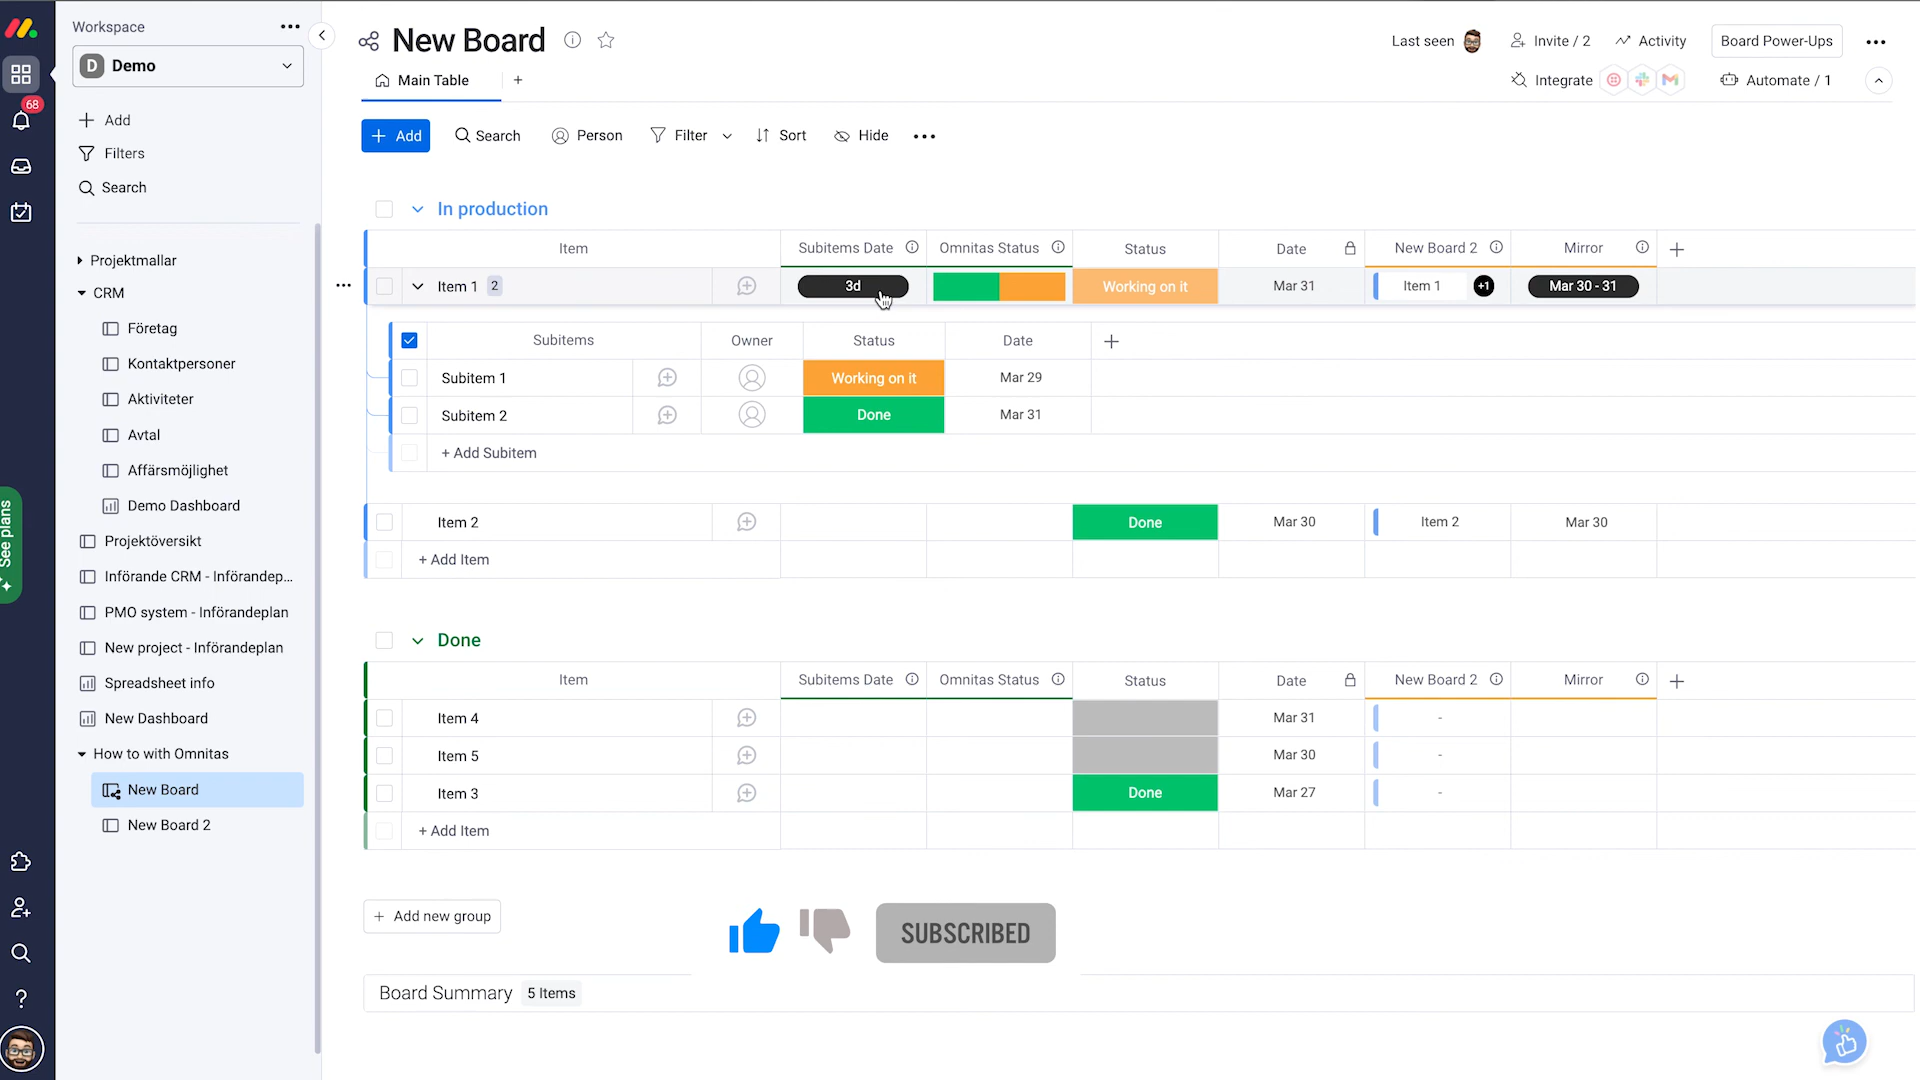 Workspace
D Demo
68
Add
Filters
Search
Projektmallar
CRM
Företag
Kontaktpersoner
Aktiviteter
Avtal
Affärsmöjlighet
Demo Dashboard
Projektöversikt
Införande CRM - Införandep...
PMO system - Införandeplan
New project - Införandeplan
Spreadsheet info
New Dashboard
How to with Omnitas
New Board
New Board 2
See plans
New Board
Last seen
Invite / 2
Activity
Board Power-Ups
Main Table
Integrate
Automate / 1
Add
Search
Person
Filter
Sort
Hide
In production
Item Subitems Date Omnitas Status Status Date New Board 2 Mirror
Item 1 2 3d Working on it Mar 31 Item 1 +1 Mar 30 - 31
Subitems Owner Status Date
Subitem 1 Working on it Mar 29
Subitem 2 Done Mar 31
+ Add Subitem
Item 2 Done Mar 30 Item 2 Mar 30
+ Add Item
Done
Item Subitems Date Omnitas Status Status Date New Board 2 Mirror
Item 4 Mar 31 -
Item 5 Mar 30 -
Item 3 Done Mar 27 -
+ Add Item
+ Add new group
SUBSCRIBED
Board Summary 5 Items